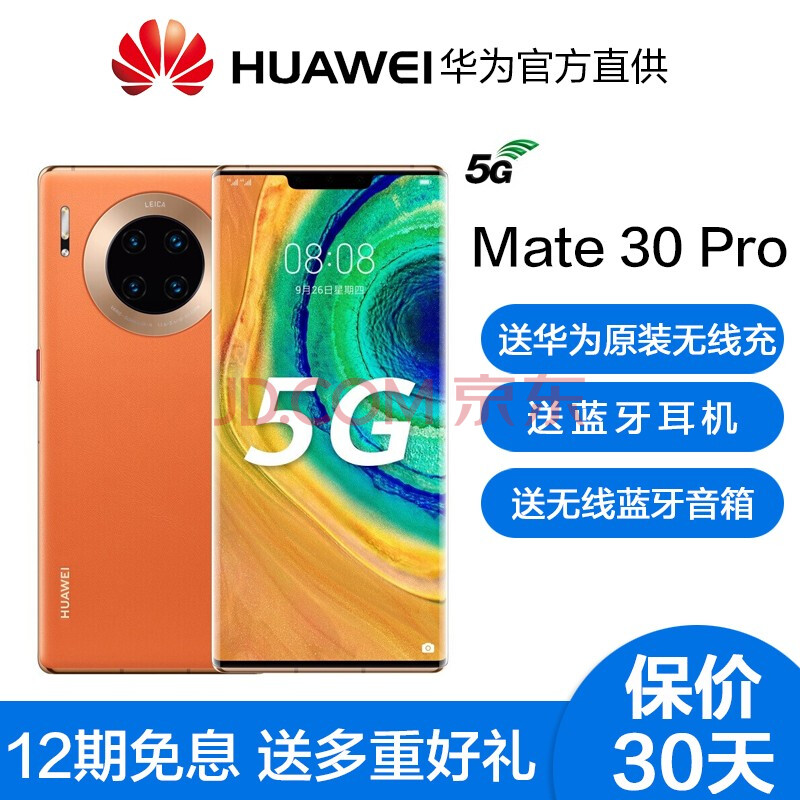 HUAWEI 华为官方直供
5G
Mate 30 Pro
LEICA
08:08
9月26日星期四
送华为原装无线充
5G
JD.COM 京东
送蓝牙耳机
送无线蓝牙音箱
HUAWEI
保价
30天
12期免息 送多重好礼